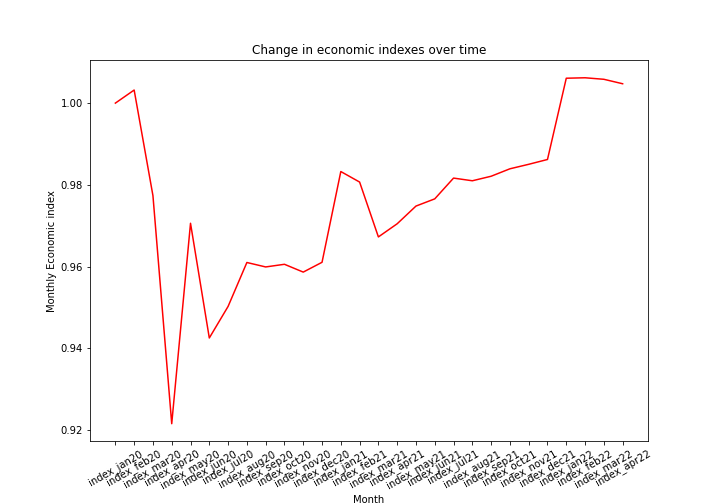 Change in economic indexes over time
Monthly Economic index
1.00
0.98
0.96
0.94
0.92
index_jan20
index_feb20
index_mar20
index_apr20
index_may20
index_jun20
index_jul20
index_aug20
index_sep20
index_oct20
index_nov20
index_dec20
index_jan21
index_feb21
index_mar21
index_apr21
index_may21
index_jun21
index_jul21
index_aug21
index_sep21
index_oct21
index_nov21
index_dec21
index_jan22
index_feb22
index_mar22
index_apr22
Month